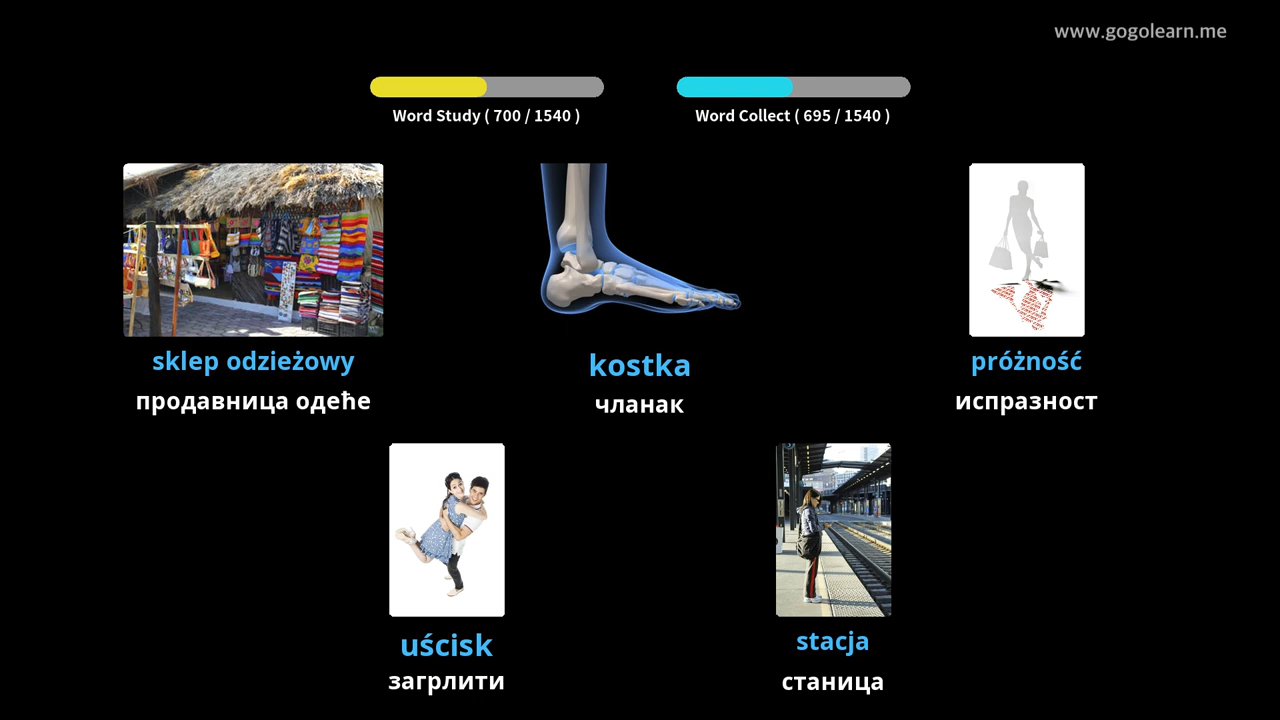 www.gogolearn.me
Word Study ( 700 / 1540 )
Word Collect ( 695 / 1540 )
sklep odzieżowy
продавница одеће
kostka
чланак
próżność
испразност
uścisk
загрлити
stacja
станица